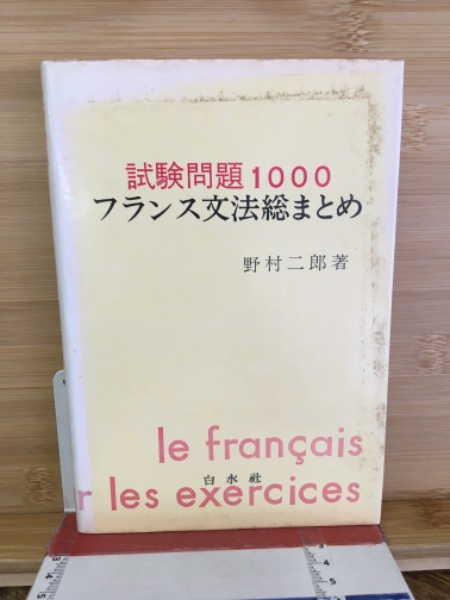 試験問題1000
フランス文法総まとめ
野村二郎著
le français
白水社
r les exercices